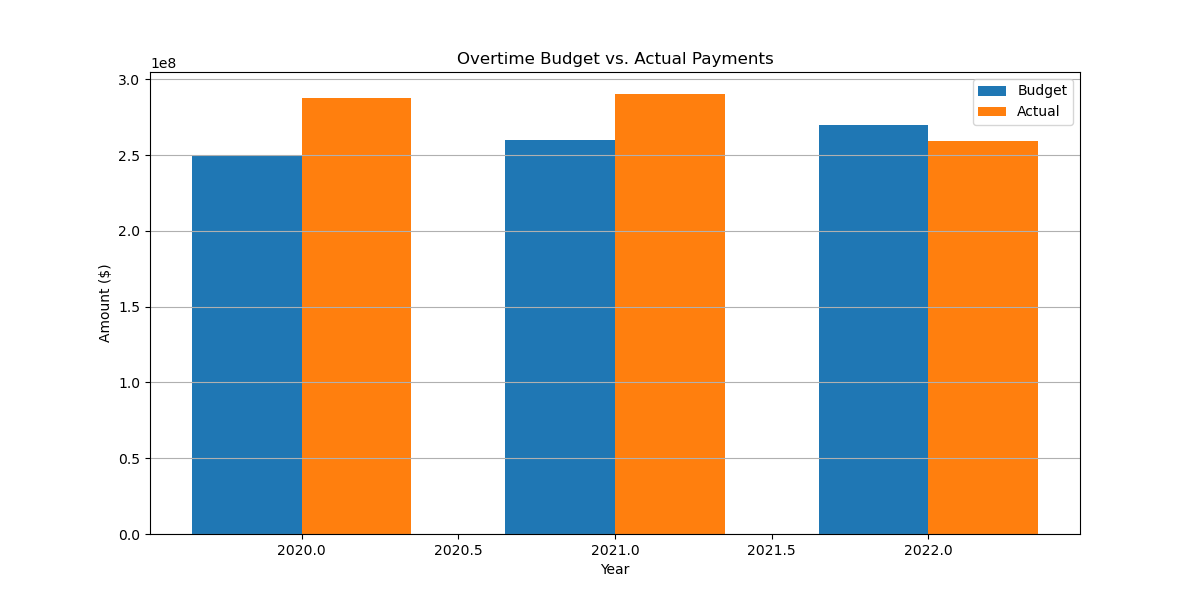 Overtime Budget vs. Actual Payments
1e8
3.0
2.5
2.0
1.5
1.0
0.5
0.0
Amount ($)
Budget
Actual
2020.0 2020.5 2021.0 2021.5 2022.0
Year